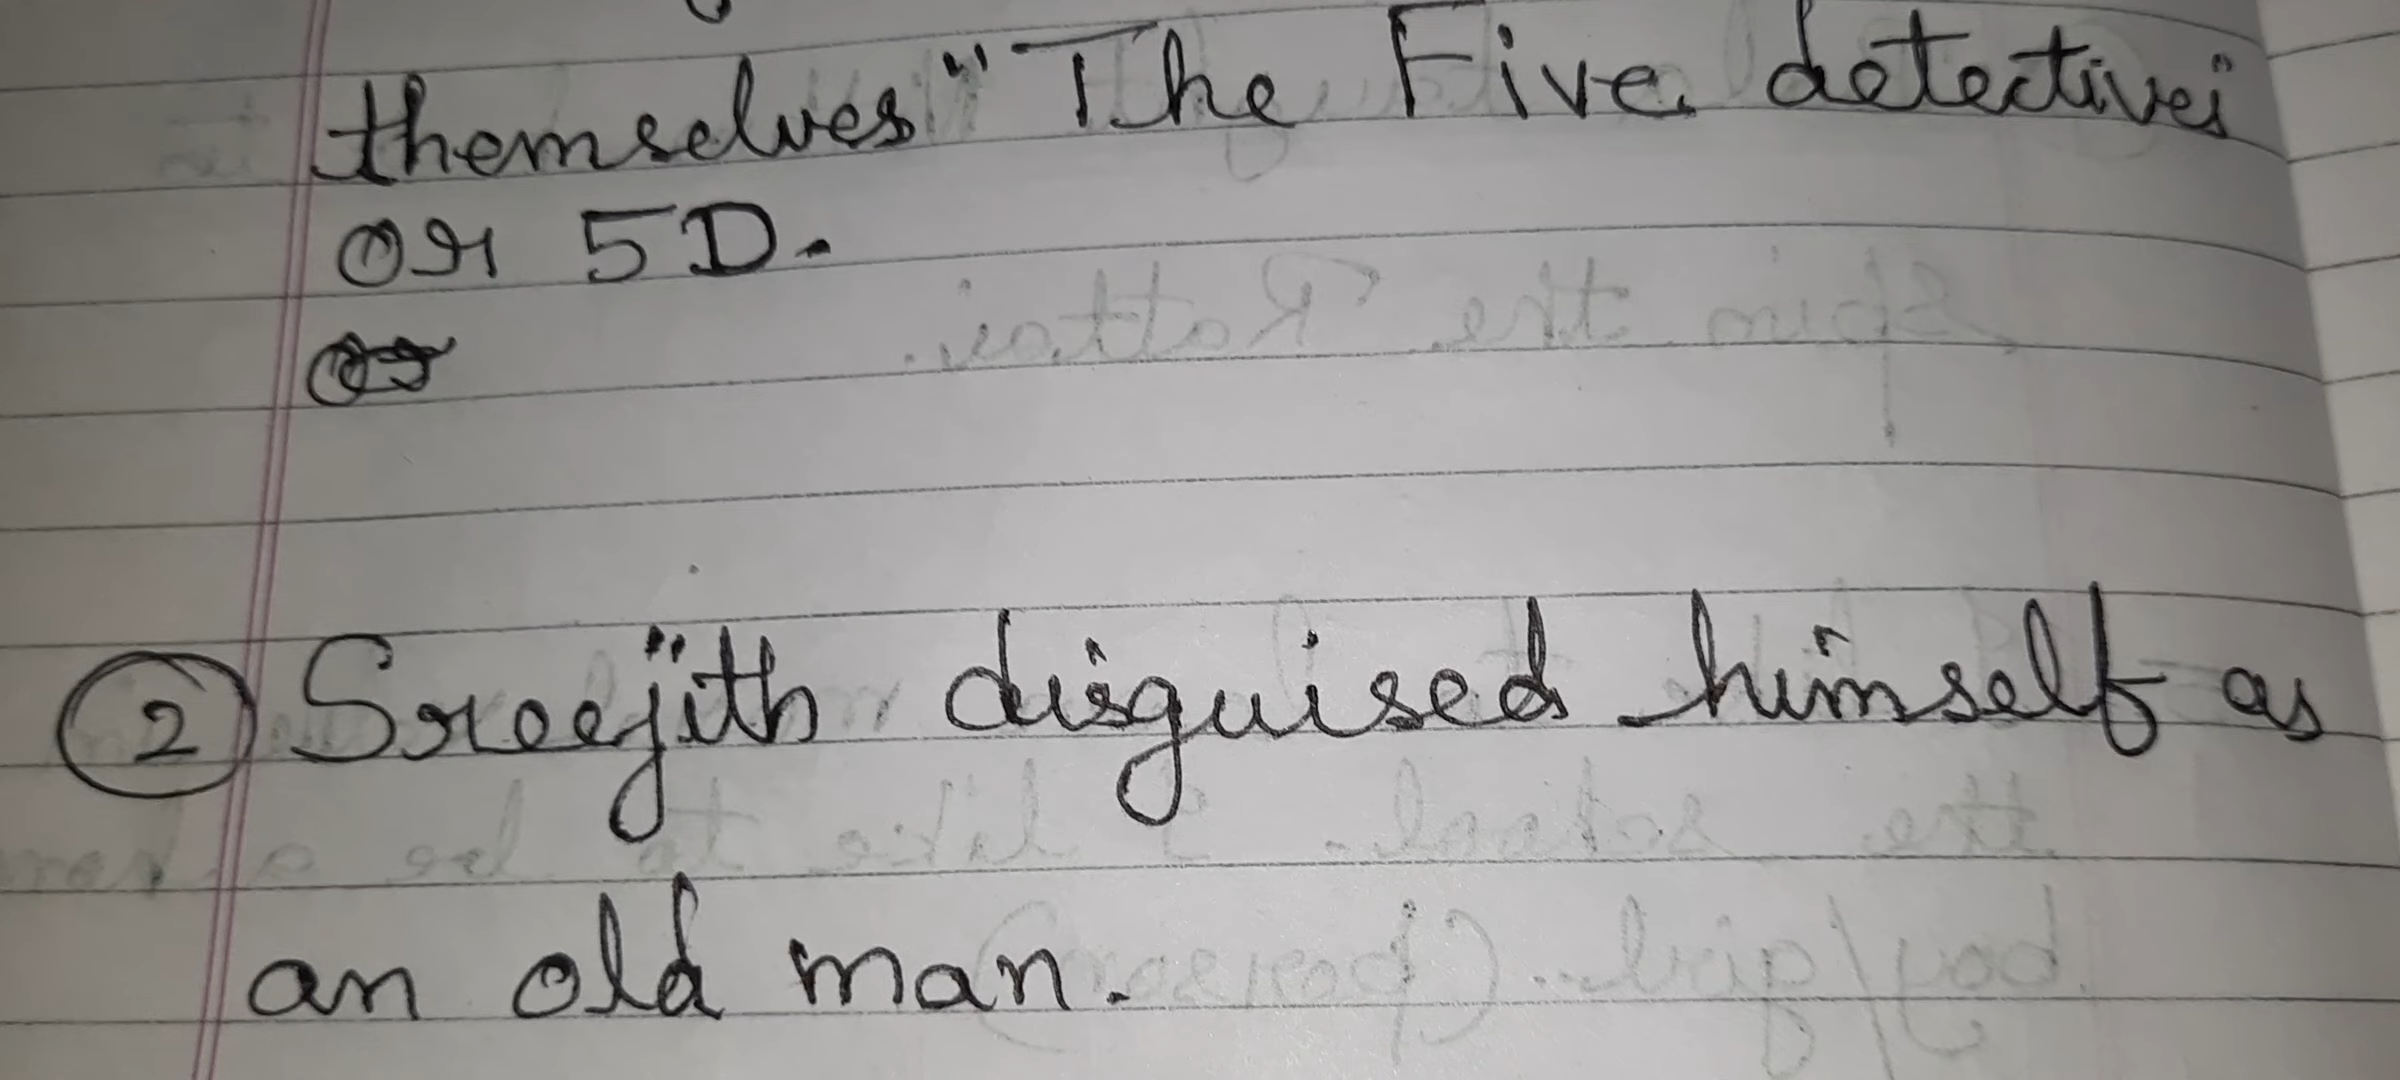 themselves "The Five detectives
or 5D.
② Sreejith disguised himself as
an old man.